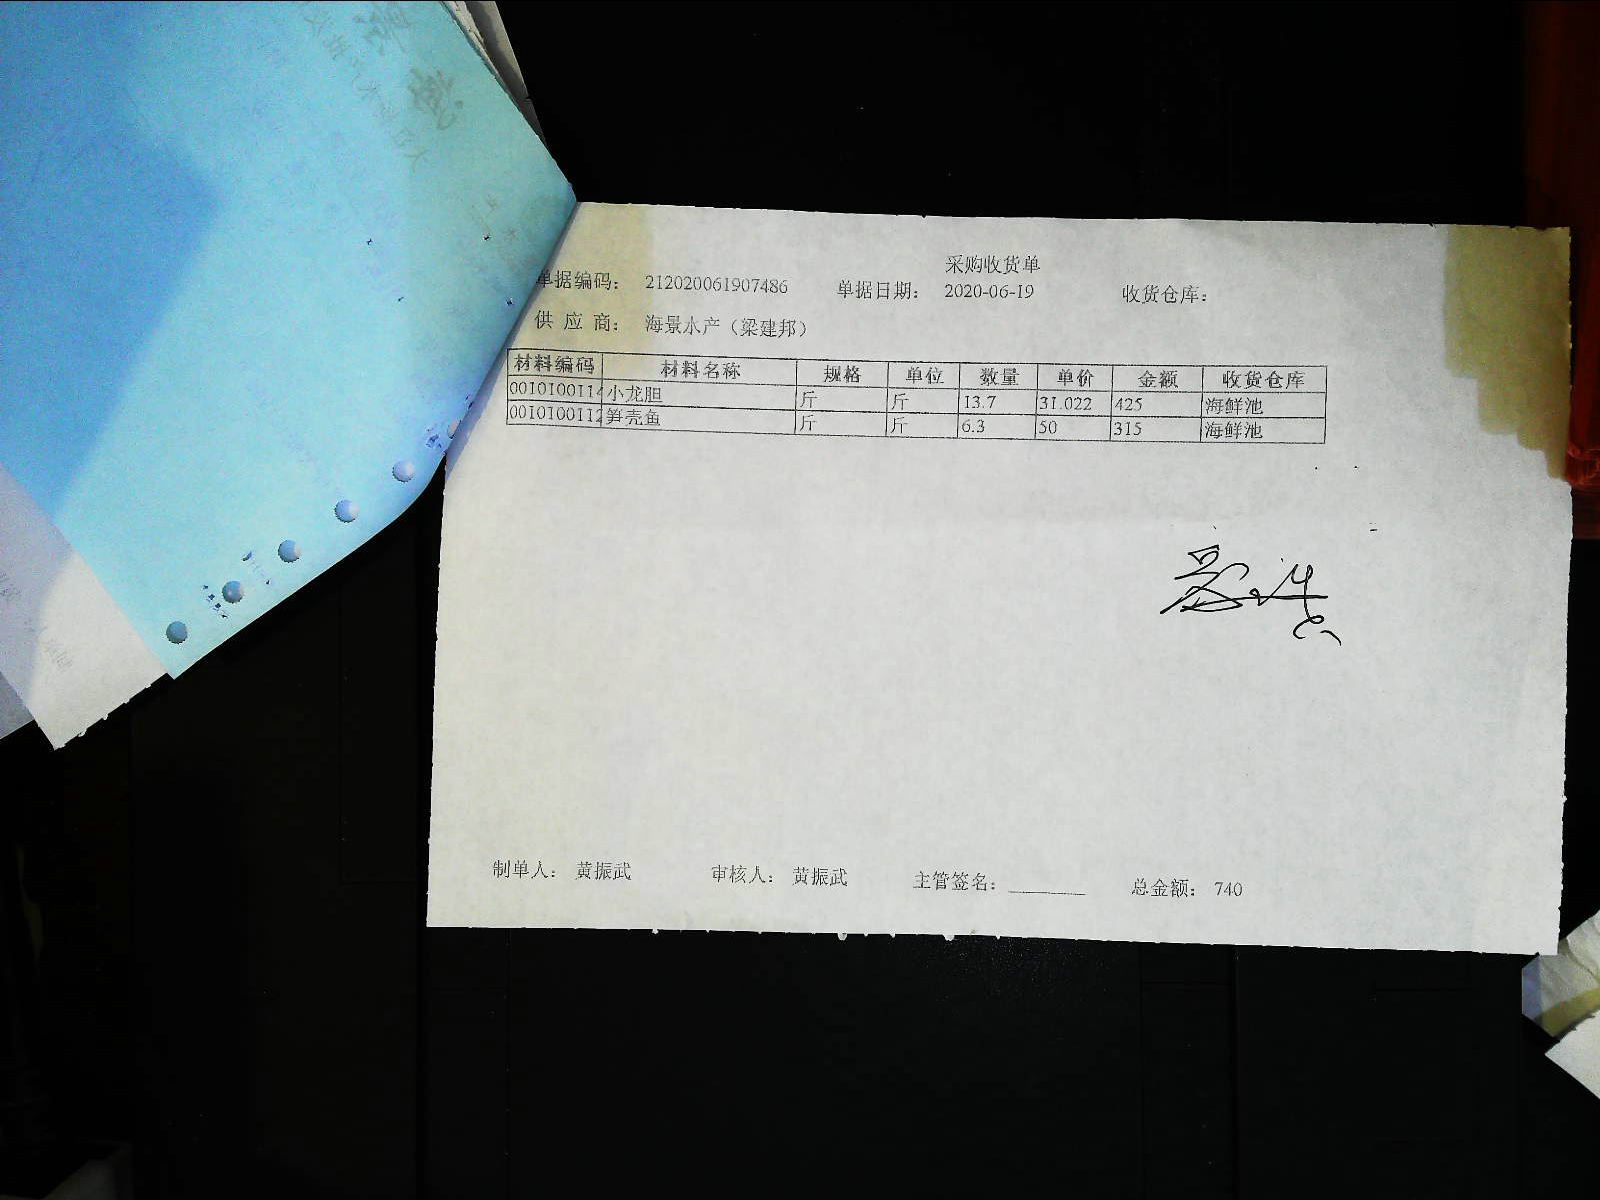 采购收货单
单据编码： 212020061907486 单据日期： 2020-06-19 收货仓库：
供 应 商： 海景水产（梁建邦）
材料编码 材料名称 规格 单位 数量 单价 金额 收货仓库
0010100114 小龙胆 斤 斤 13.7 31.022 425 海鲜池
0010100112 笋壳鱼 斤 斤 6.3 50 315 海鲜池
制单人： 黄振武 审核人： 黄振武 主管签名： 总金额： 740